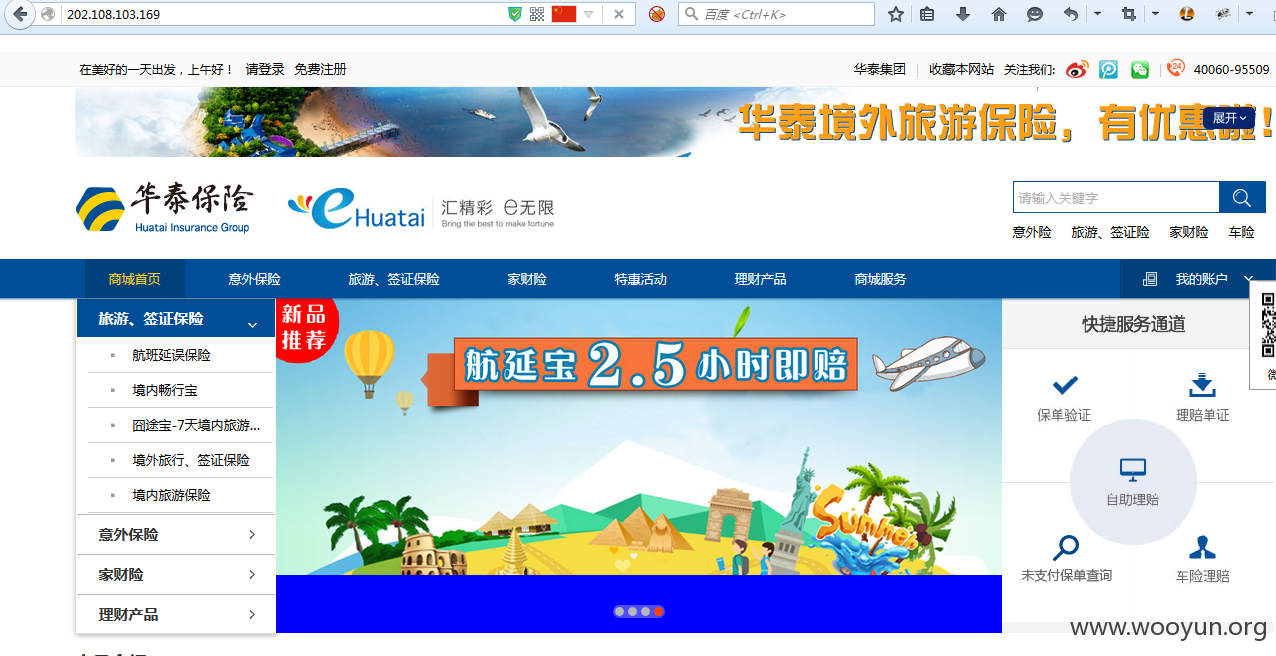 202.108.103.169
百度 <Ctrl+K>
在美好的一天出发，上午好！ 请登录 免费注册
华泰集团 | 收藏本网站 关注我们: 24 40060-95509
华泰境外旅游保险，有优惠啦！
展开
华泰保险
Huatai Insurance Group
eHuatai
汇精彩 e无限
Bring the best to make fortune
请输入关键字
意外险 旅游、签证险 家财险 车险
商城首页 意外保险 旅游、签证保险 家财险 特惠活动 理财产品 商城服务 我的账户
旅游、签证保险
航班延误保险
境内畅行宝
囧途宝-7天境内旅游...
境外旅行、签证保险
境内旅游保险
意外保险
家财险
理财产品
新品
推荐
航延宝2.5小时即赔
Summer
快捷服务通道
保单验证
理赔单证
自助理赔
未支付保单查询
车险理赔
www.wooyun.org